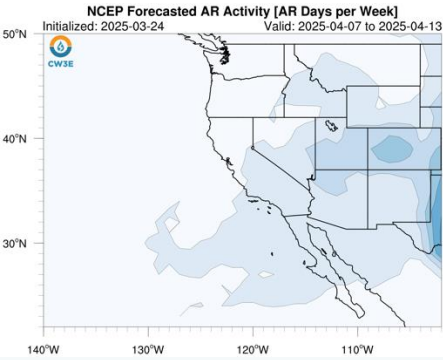 NCEP Forecasted AR Activity [AR Days per Week]
Initialized: 2025-03-24 Valid: 2025-04-07 to 2025-04-13
50°N
CW3E
40°N
30°N
140°W 130°W 120°W 110°W